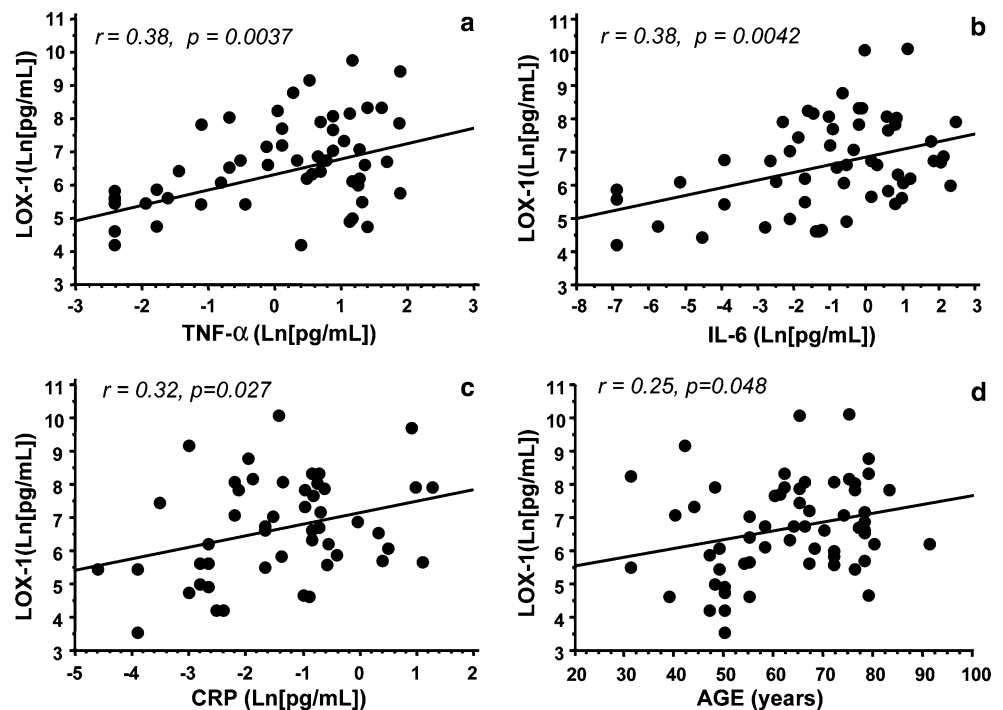 a
r = 0.38, p = 0.0037
LOX-1(Ln[pg/mL])
11
10
9
8
7
6
5
4
3
-3 -2 -1 0 1 2 3
TNF-α (Ln[pg/mL])
b
r = 0.38, p = 0.0042
LOX-1(Ln[pg/mL])
11
10
9
8
7
6
5
4
3
-8 -7 -6 -5 -4 -3 -2 -1 0 1 2 3
IL-6 (Ln[pg/mL])
c
r = 0.32, p=0.027
LOX-1(Ln[pg/mL])
11
10
9
8
7
6
5
4
3
-5 -4 -3 -2 -1 0 1 2
CRP (Ln[pg/mL])
d
r = 0.25, p=0.048
LOX-1(Ln[pg/mL])
11
10
9
8
7
6
5
4
3
20 30 40 50 60 70 80 90 100
AGE (years)